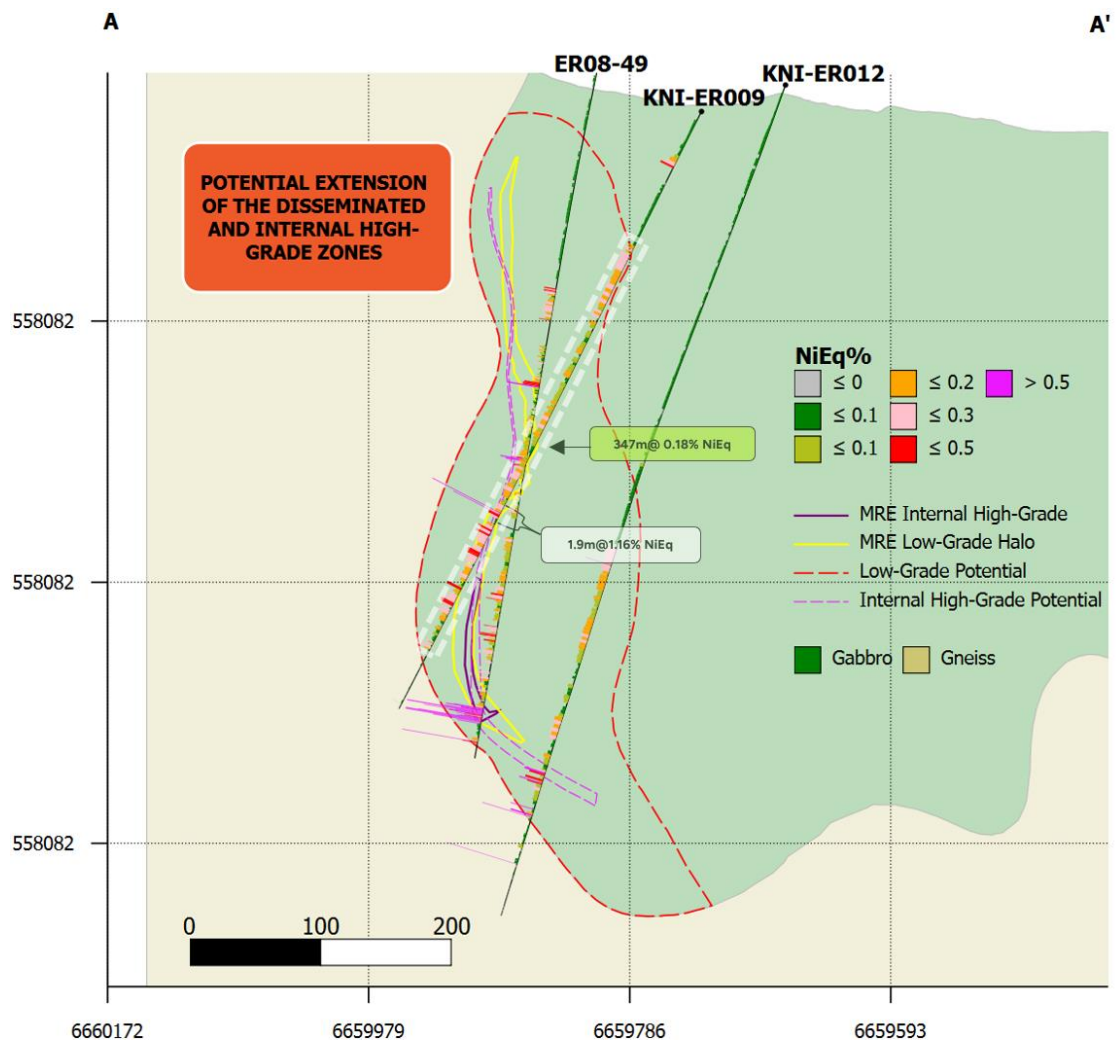 A
A'
ER08-49
KNI-ER012
KNI-ER009
POTENTIAL EXTENSION
OF THE DISSEMINATED
AND INTERNAL HIGH-
GRADE ZONES
558082
NiEq%
≤ 0
≤ 0.2
> 0.5
≤ 0.1
≤ 0.3
≤ 0.1
≤ 0.5
347m@ 0.18% NiEq
MRE Internal High-Grade
1.9m@1.16% NiEq
MRE Low-Grade Halo
Low-Grade Potential
558082
Internal High-Grade Potential
Gabbro
Gneiss
558082
0
100
200
6660172
6659979
6659786
6659593